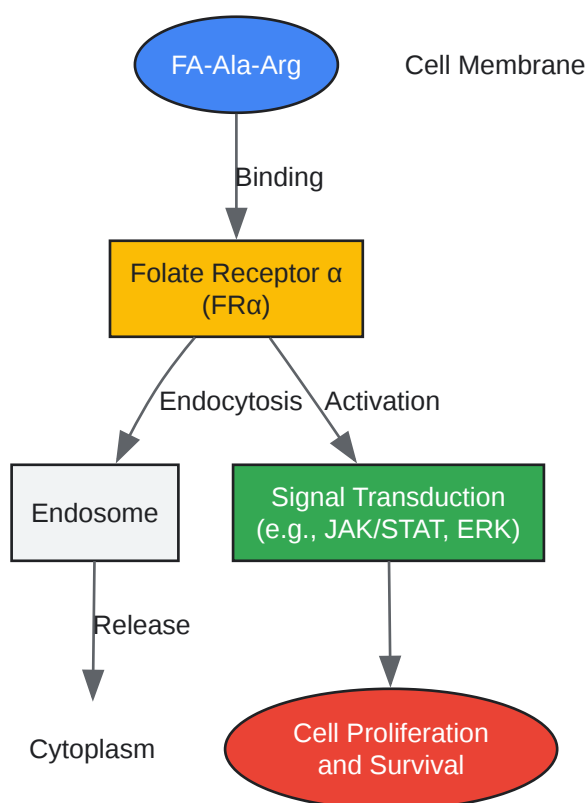 FA-Ala-Arg
Cell Membrane
Binding
Folate Receptor α
(FRα)
Endocytosis
Activation
Endosome
Signal Transduction
(e.g., JAK/STAT, ERK)
Release
Cytoplasm
Cell Proliferation
and Survival